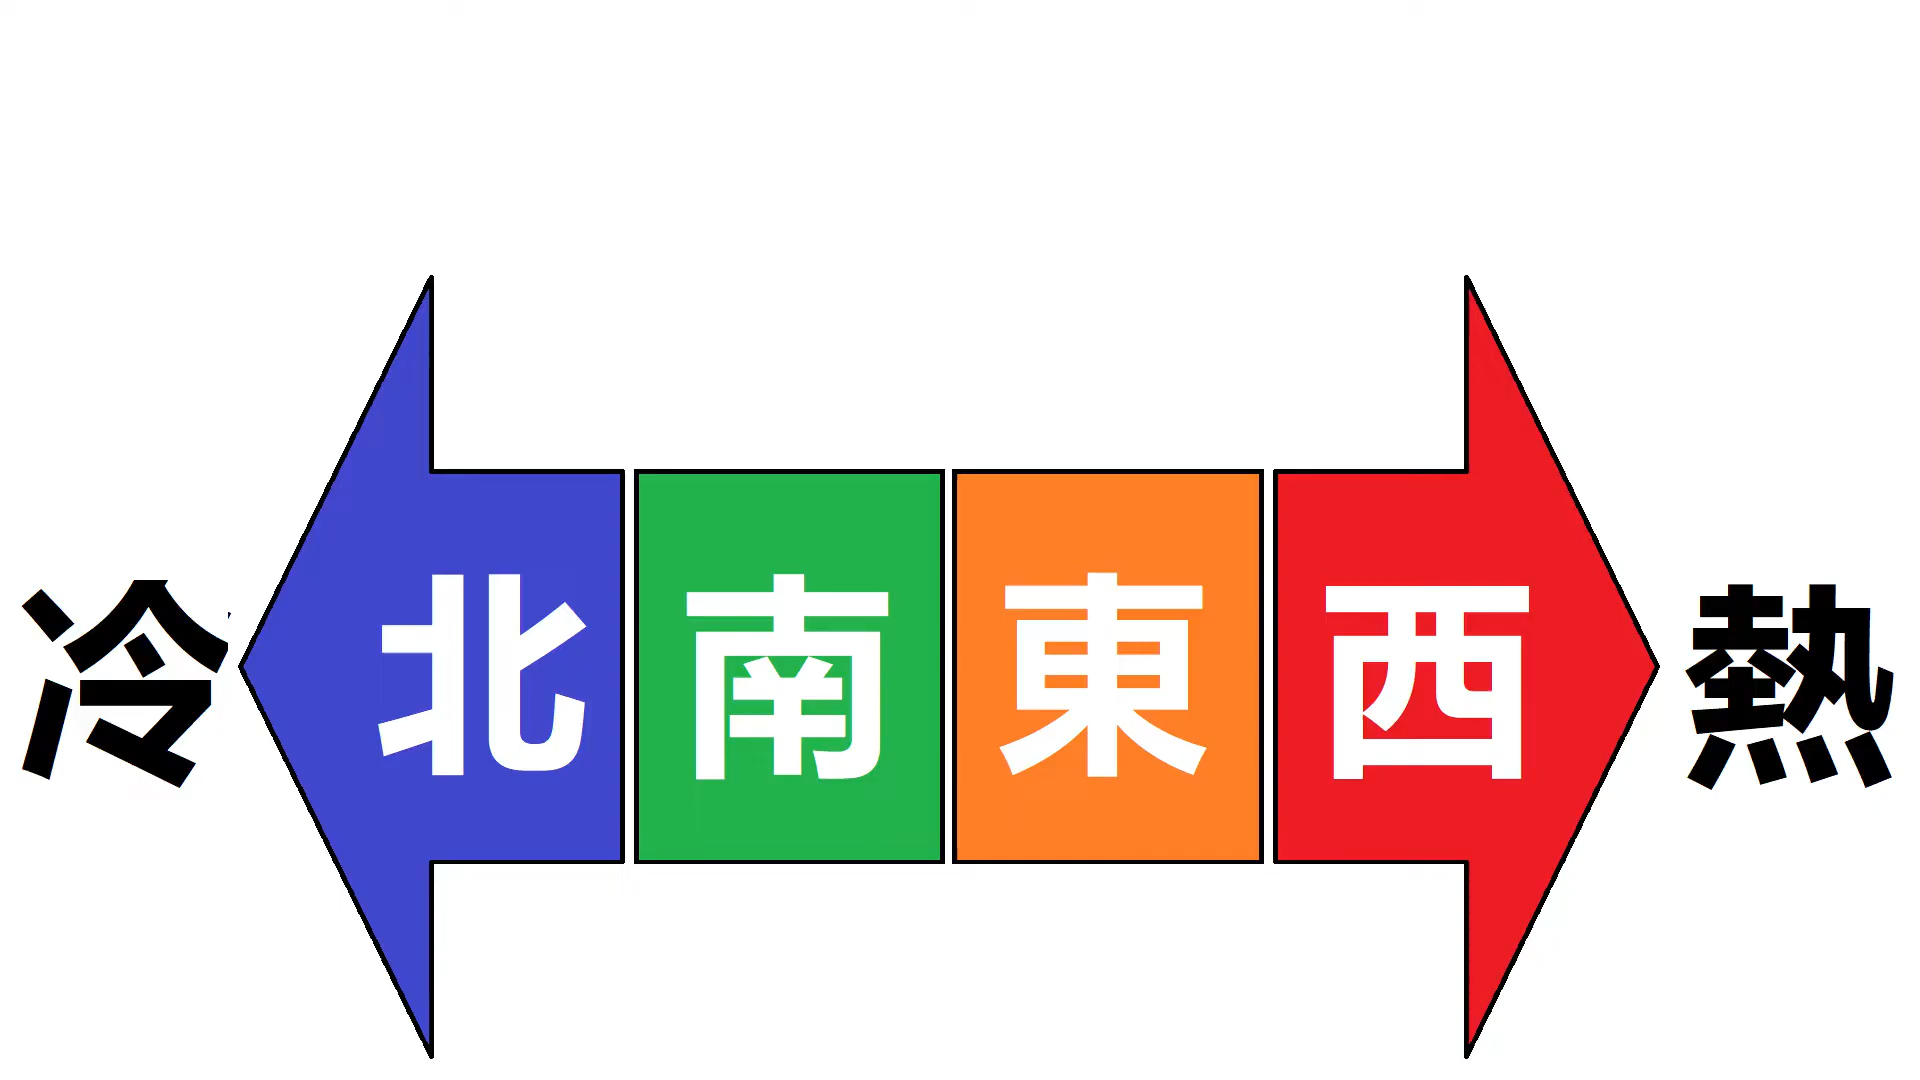 冷 北 南 東 西 熱